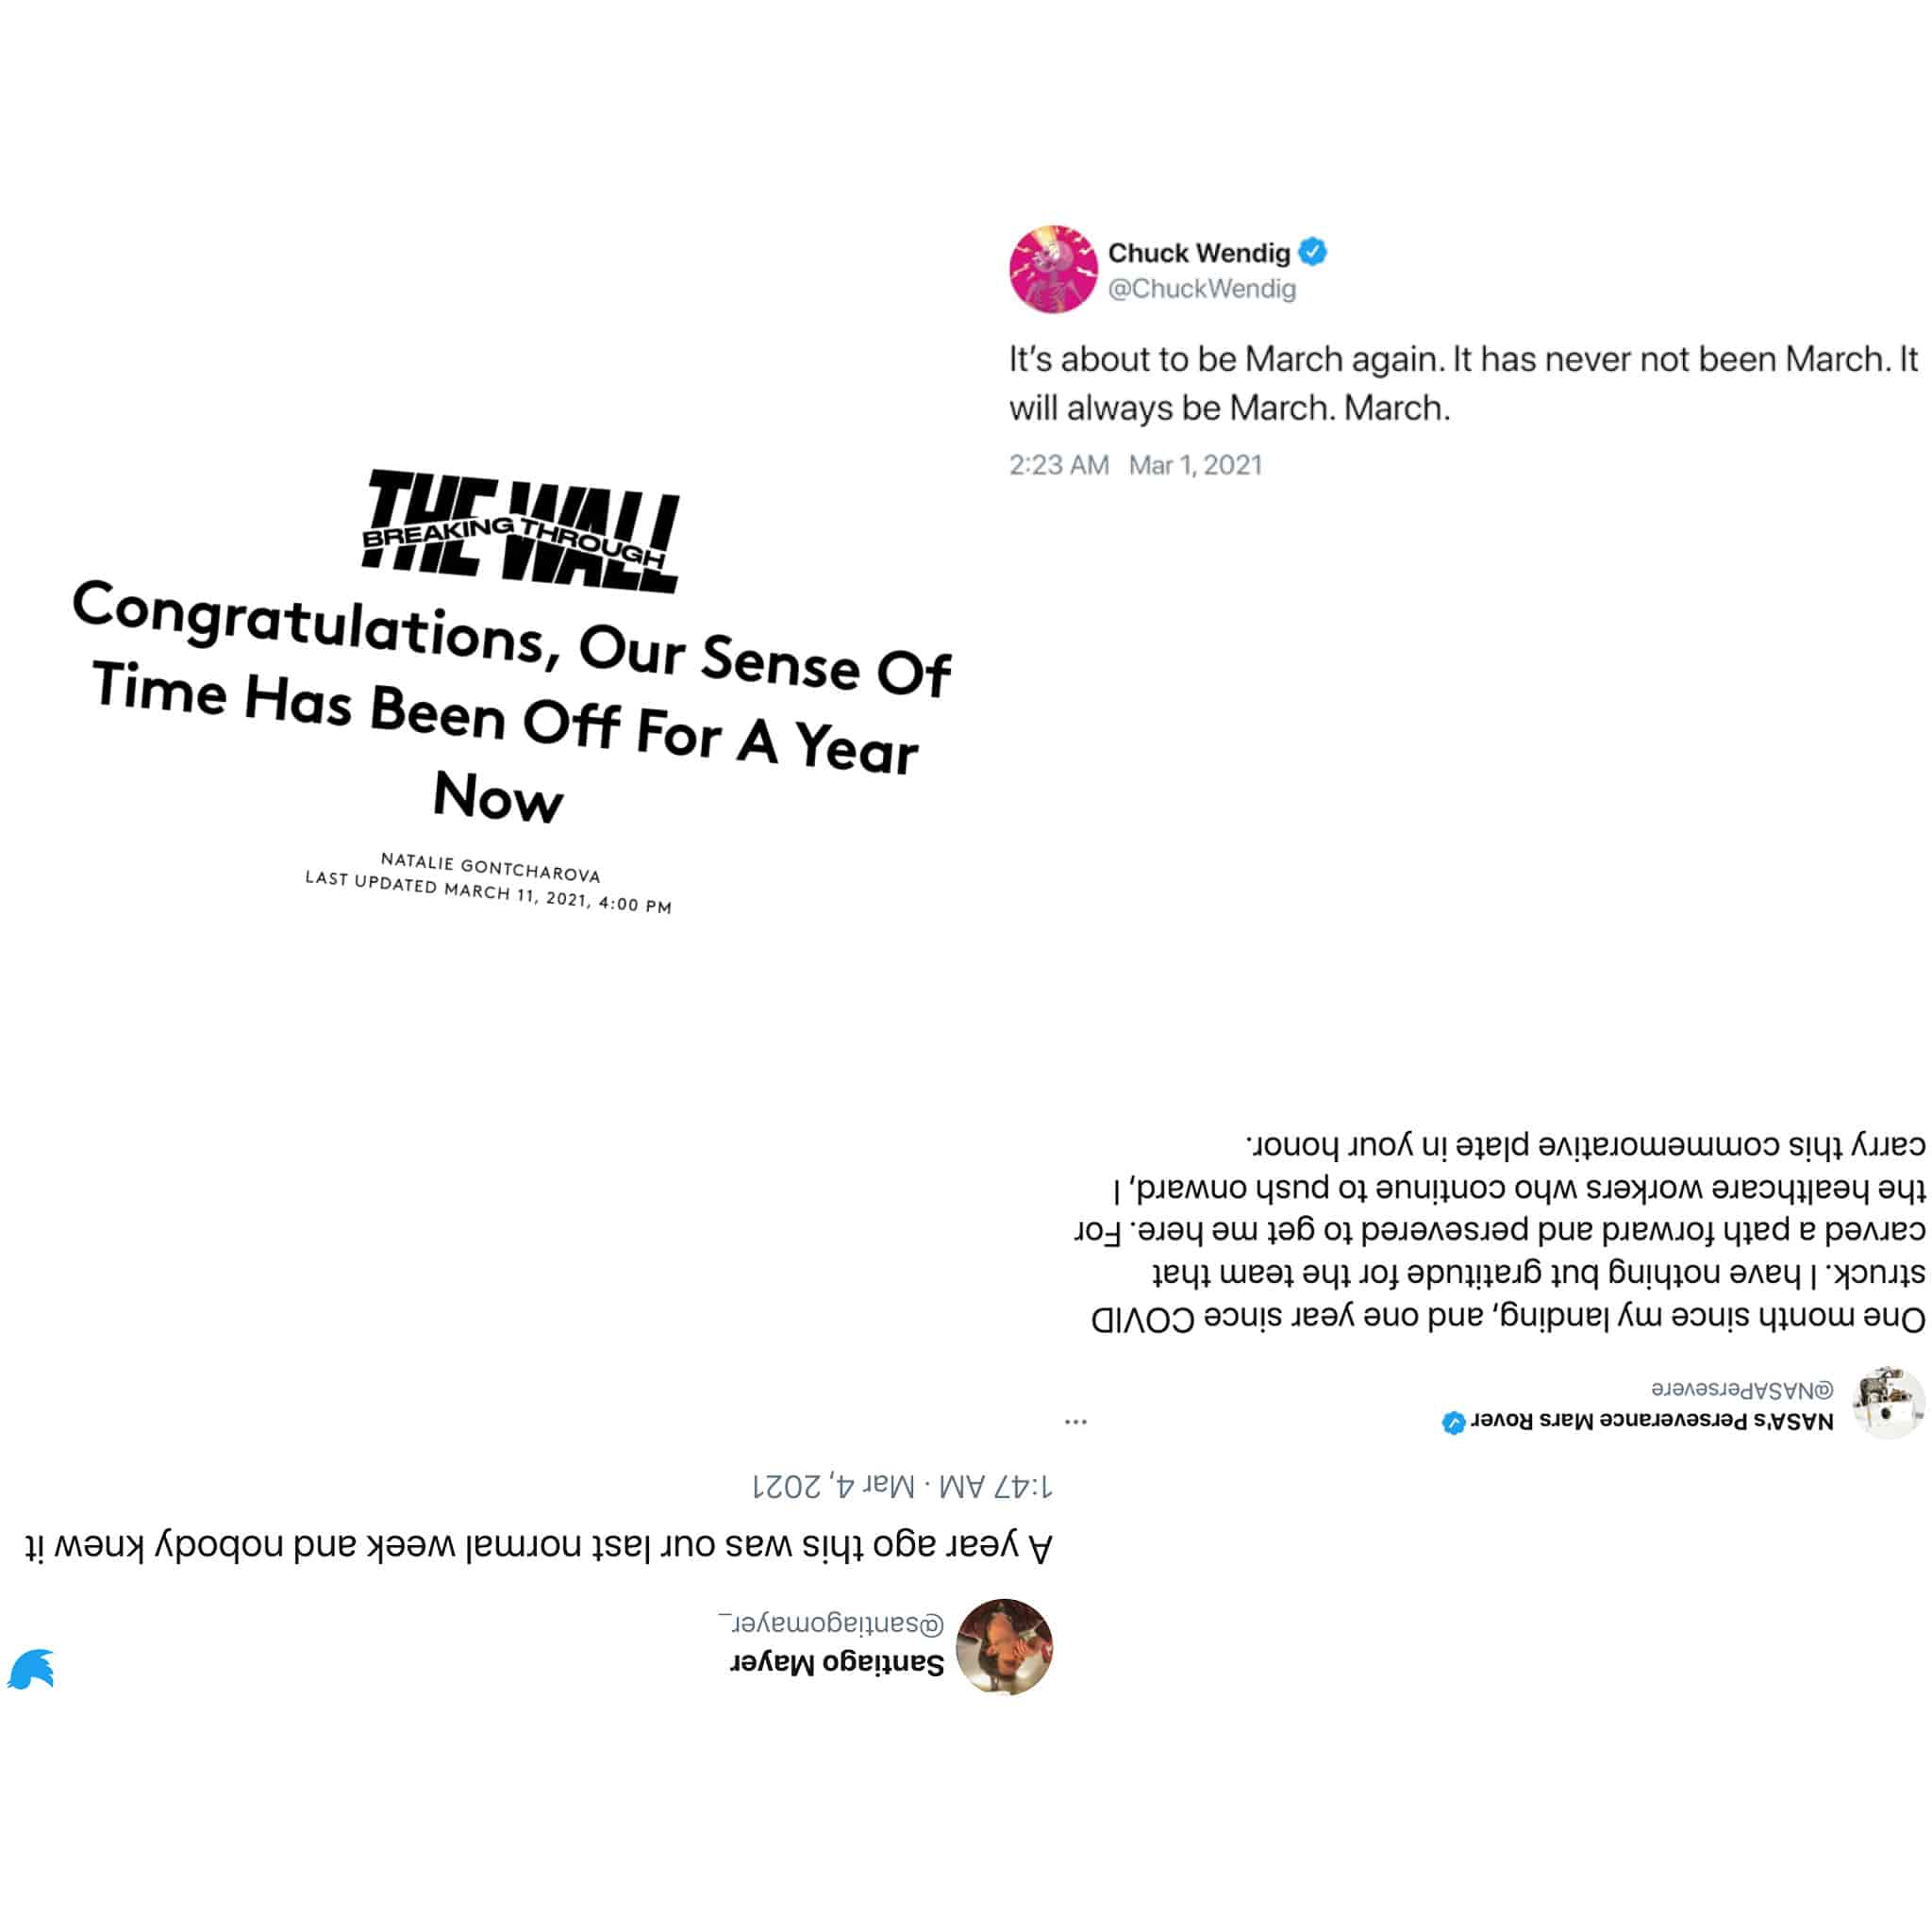 Chuck Wendig
@ChuckWendig
It's about to be March again. It has never not been March. It
will always be March. March.
2:23 AM Mar 1, 2021
THE WALL
BREAKING THROUGH
Congratulations, Our Sense Of
Time Has Been Off For A Year
Now
NATALIE GONTCHAROVA
LAST UPDATED MARCH 11, 2021, 4:00 PM
NASA's Perseverance Mars Rover
@NASAPersevere
...
One month since my landing, and one year since COVID
struck. I have nothing but gratitude for the team that
carved a path forward and persevered to get me here. For
the healthcare workers who continue to push onward, I
carry this commemorative plate in your honor.
Santiago Mayer
@santiagomayer_
A year ago this was our last normal week and nobody knew it
1:47 AM · Mar 4, 2021